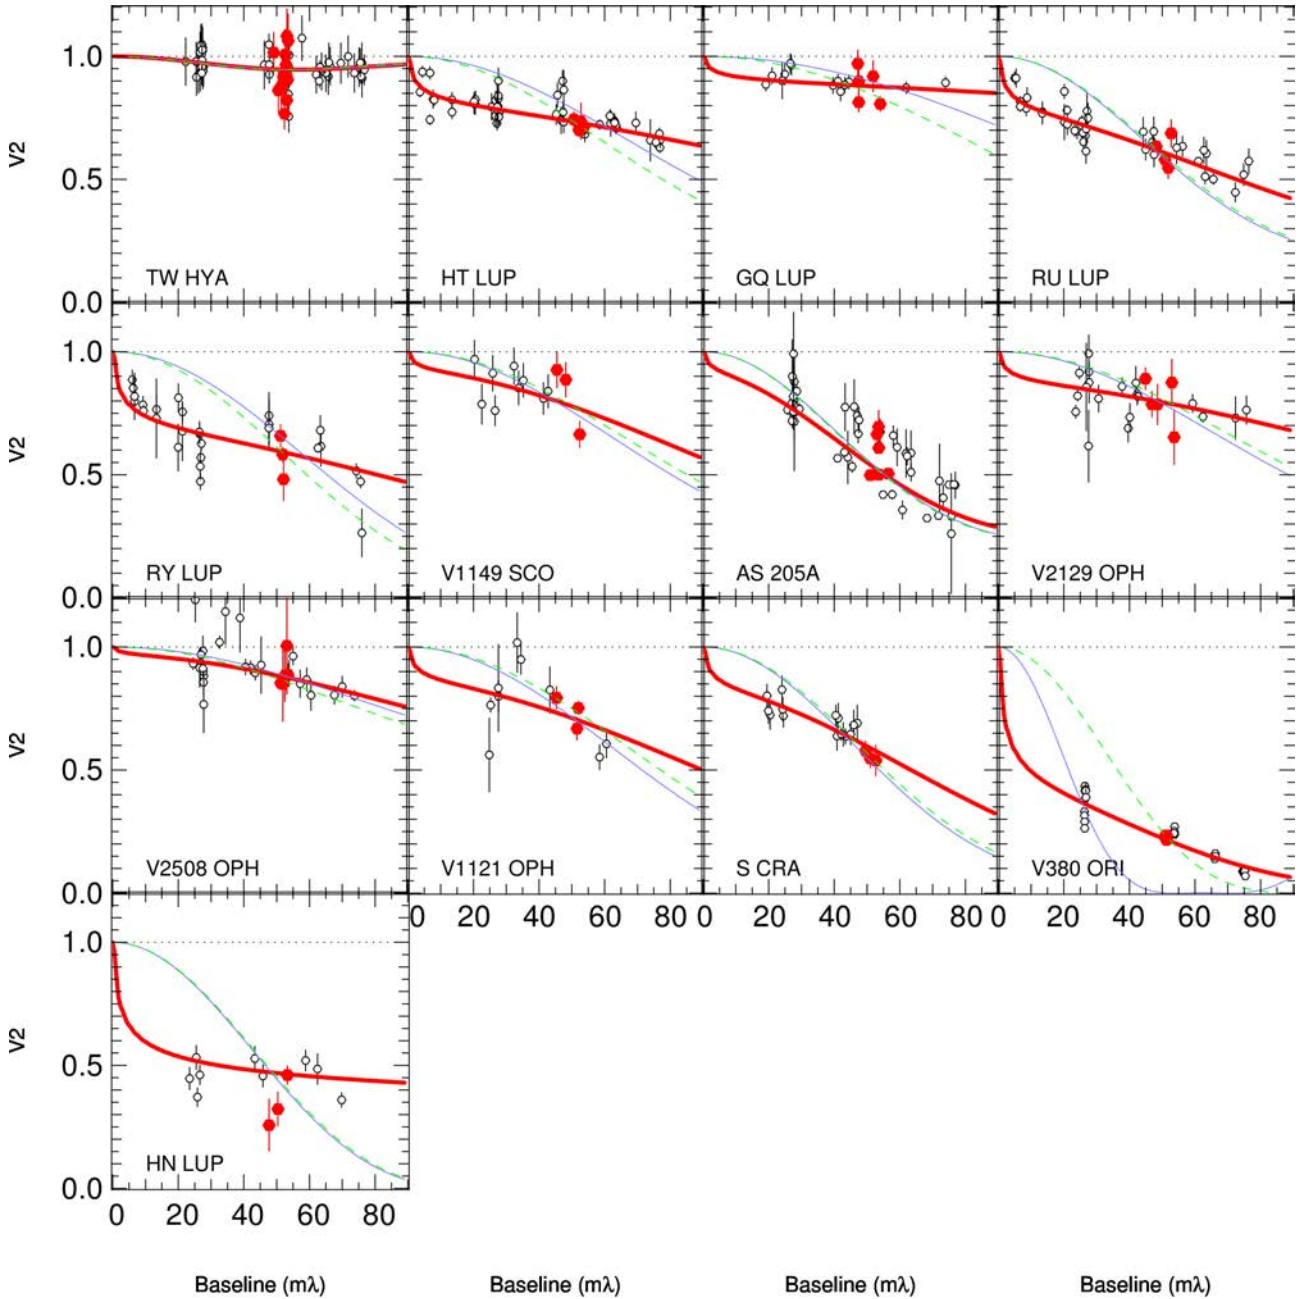 1.0
V2
0.5
TW HYA HT LUP GQ LUP RU LUP
0.0
1.0
V2
0.5
RY LUP V1149 SCO AS 205A V2129 OPH
0.0
1.0
V2
0.5
V2508 OPH V1121 OPH S CRA V380 ORI
0.0
0 20 40 60 80 0 20 40 60 80 0 20 40 60 80
1.0
V2
0.5
HN LUP
0.0
0 20 40 60 80
Baseline (mλ) Baseline (mλ) Baseline (mλ) Baseline (mλ)